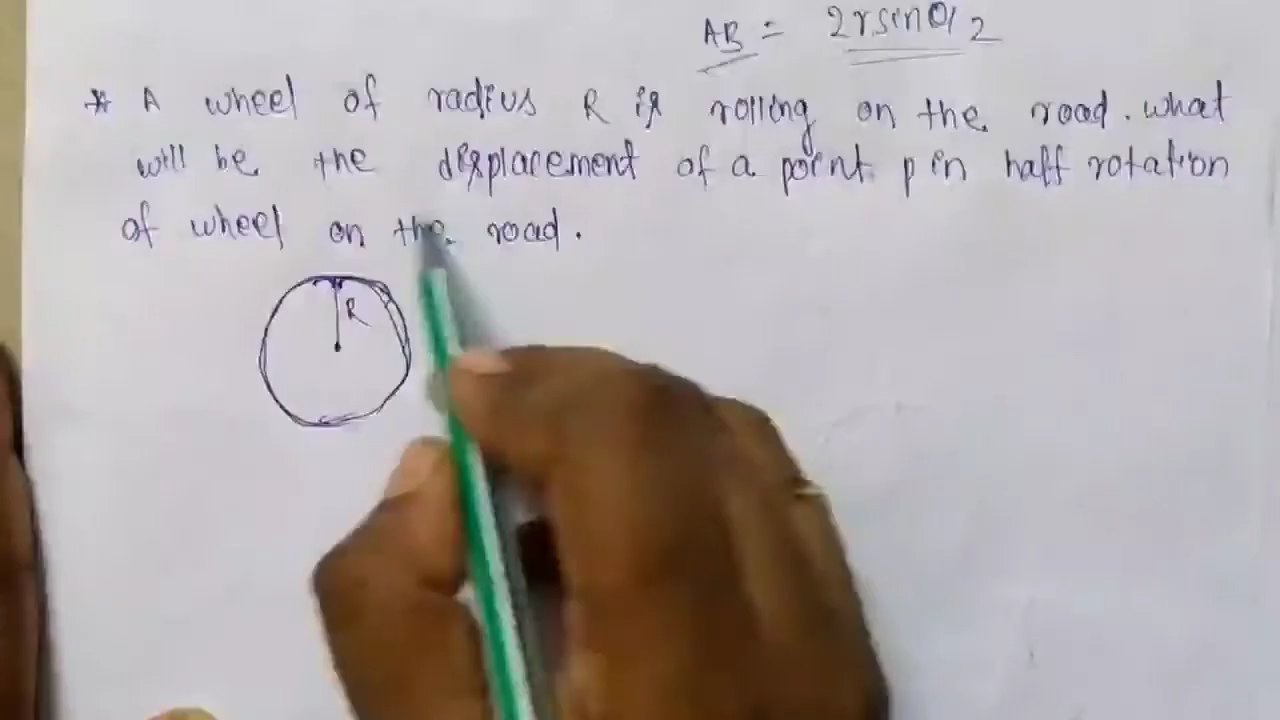 AB = 2rsinθ/2
* A wheel of radius R is rolling on the road. what
will be the displacement of a point p in half rotation
of wheel on the road.
R